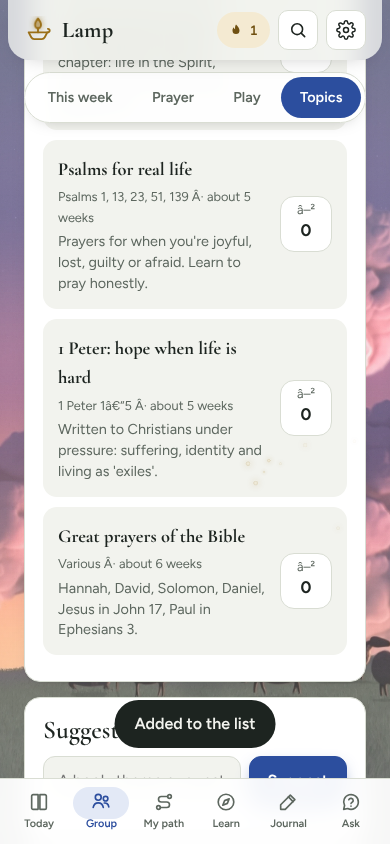 Lamp
1
chapter: life in the Spirit,
This week
Prayer
Play
Topics
Psalms for real life
Psalms 1, 13, 23, 51, 139 Â· about 5
weeks
Prayers for when you're joyful,
lost, guilty or afraid. Learn to
pray honestly.
â–²
0
1 Peter: hope when life is
hard
1 Peter 1â€“5 Â· about 5 weeks
Written to Christians under
pressure: suffering, identity and
living as 'exiles'.
â–²
0
Great prayers of the Bible
Various Â· about 6 weeks
Hannah, David, Solomon, Daniel,
Jesus in John 17, Paul in
Ephesians 3.
â–²
0
Suggest
Added to the list
Today
Group
My path
Learn
Journal
Ask